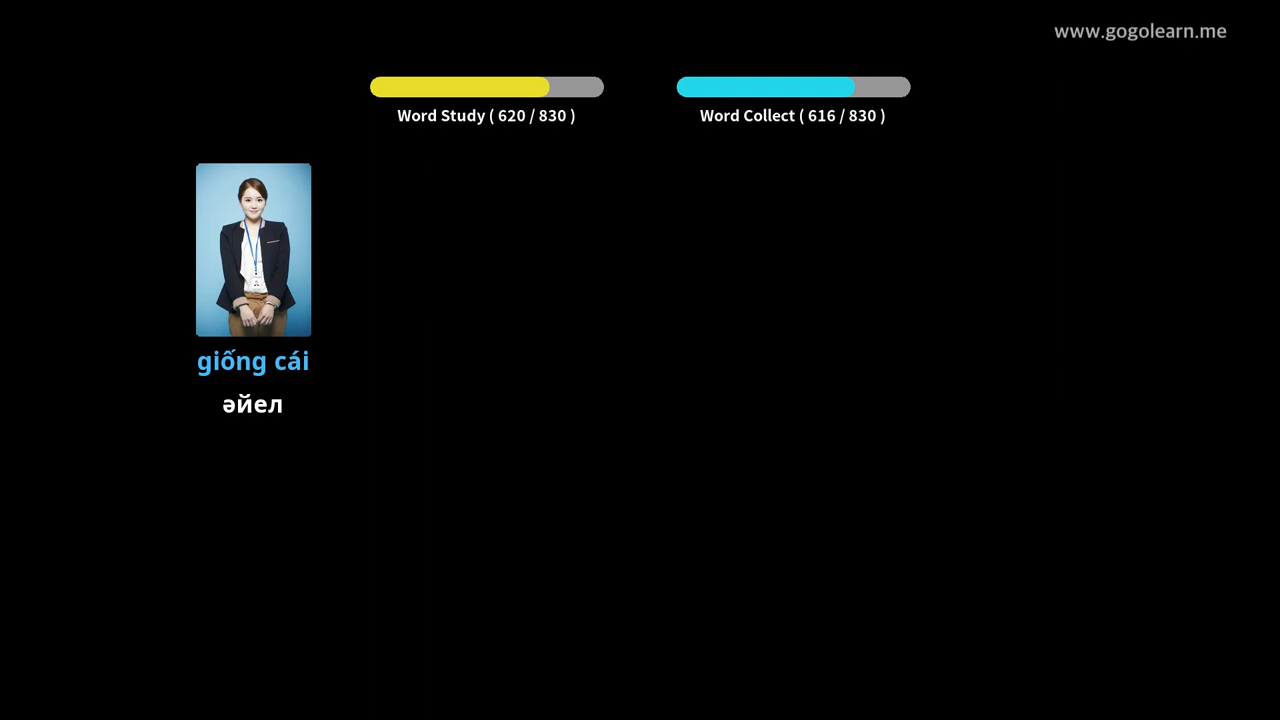 www.gogolearn.me
Word Study ( 620 / 830 )
Word Collect ( 616 / 830 )
giống cái
әйел